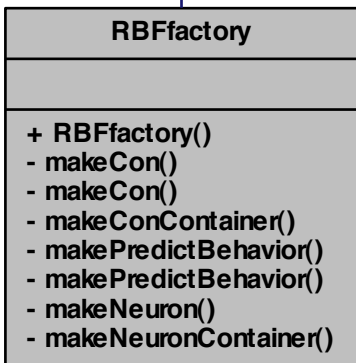 RBFfactory
+ RBFfactory()
- makeCon()
- makeCon()
- makeConContainer()
- makePredictBehavior()
- makePredictBehavior()
- makeNeuron()
- makeNeuronContainer()